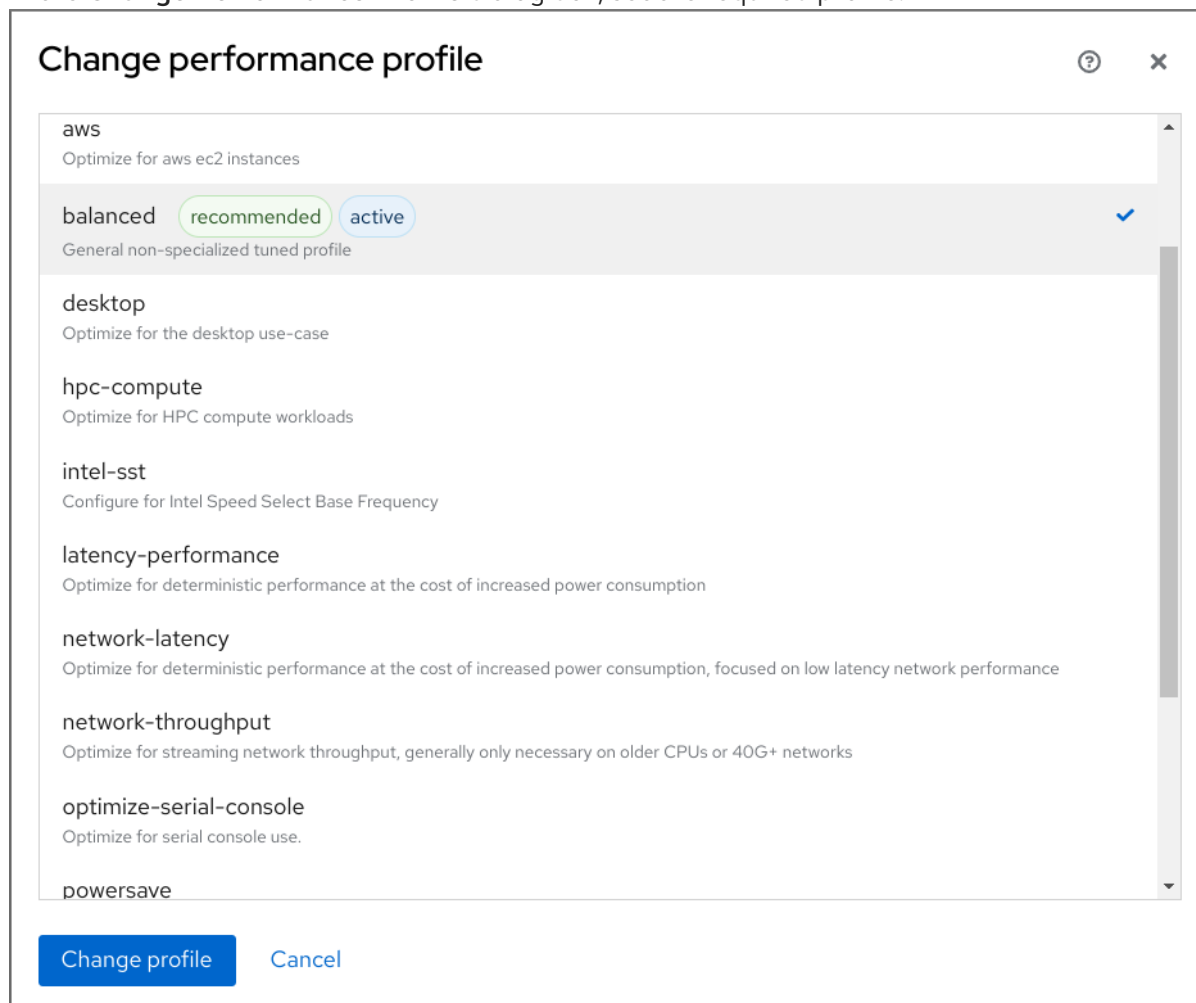 Change performance profile
aws
Optimize for aws ec2 instances
balanced recommended active
General non-specialized tuned profile
desktop
Optimize for the desktop use-case
hpc-compute
Optimize for HPC compute workloads
intel-sst
Configure for Intel Speed Select Base Frequency
latency-performance
Optimize for deterministic performance at the cost of increased power consumption
network-latency
Optimize for deterministic performance at the cost of increased power consumption, focused on low latency network performance
network-throughput
Optimize for streaming network throughput, generally only necessary on older CPUs or 40G+ networks
optimize-serial-console
Optimize for serial console use.
powersave
Change profile Cancel